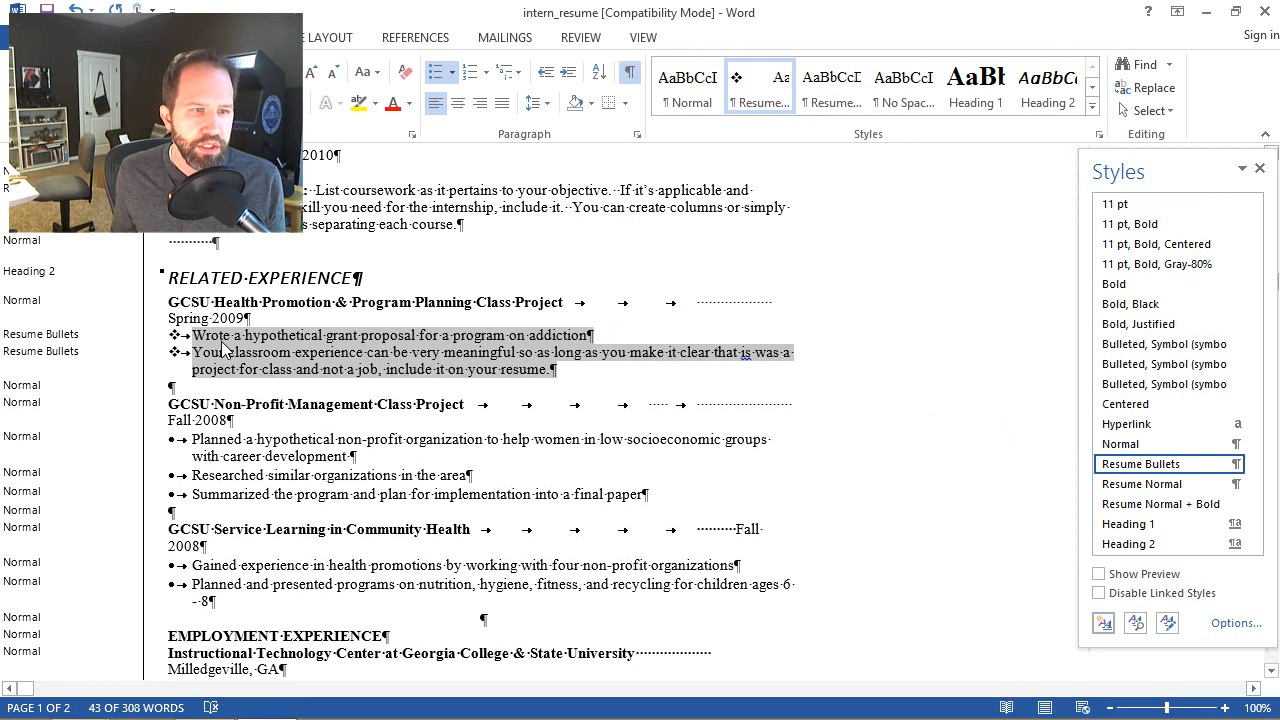 intern_resume [Compatibility Mode] - Word
LAYOUT REFERENCES MAILINGS REVIEW VIEW Sign in
Find
Replace
Select
AaBbCcI Aa AaBbCcI AaBbCcI AaBb AaBbCc
¶ Normal ¶ Resume... ¶ Resume... ¶ No Heading 1 Heading 2
Paragraph Styles Editing
2010¶
List·coursework·as·it·pertains·to·your·objective.··If·it's·applicable·and·
kill·you·need·for·the·internship,·include·it.··You·can·create·columns·or·simply·
s·separating·each·course.¶
Normal
Heading 2 RELATED·EXPERIENCE¶
Normal GCSU·Health·Promotion·&·Program·Planning·Class·Project
Spring·2009¶
Resume Bullets ❖→Wrote·a·hypothetical·grant·proposal·for·a·program·on·addiction¶
Resume Bullets ❖→Your·classroom·experience·can·be·very·meaningful·so·as·long·as·you·make·it·clear·that·is·was·a·
project·for·class·and·not·a·job,·include·it·on·your·resume.¶
Normal ¶
Normal GCSU·Non-Profit·Management·Class·Project
Fall·2008¶
Normal •→Planned·a·hypothetical·non-profit·organization·to·help·women·in·low·socioeconomic·groups·
with·career·development·¶
Normal •→Researched·similar·organizations·in·the·area¶
Normal •→Summarized·the·program·and·plan·for·implementation·into·a·final·paper¶
Normal ¶
Normal GCSU·Service·Learning·in·Community·Health → → → → → ·········Fall·
2008¶
Normal •→Gained·experience·in·health·promotions·by·working·with·four·non-profit·organizations¶
Normal •→Planned·and·presented·programs·on·nutrition,·hygiene,·fitness,·and·recycling·for·children·ages·6·
-·8¶
Normal ¶
Normal EMPLOYMENT·EXPERIENCE¶
Normal Instructional·Technology·Center·at·Georgia·College·&·State·University
Milledgeville,·GA¶
Styles
11 pt
11 pt, Bold
11 pt, Bold, Centered
11 pt, Bold, Gray-80%
Bold
Bold, Black
Bold, Justified
Bulleted, Symbol (symbo
Bulleted, Symbol (symbo
Bulleted, Symbol (symbo
Centered
Hyperlink a
Normal ¶
Resume Bullets ¶
Resume Normal ¶
Resume Normal + Bold
Heading 1 ¶a
Heading 2 ¶a
Show Preview
Disable Linked Styles
Options...
PAGE 1 OF 2 43 OF 308 WORDS 100%